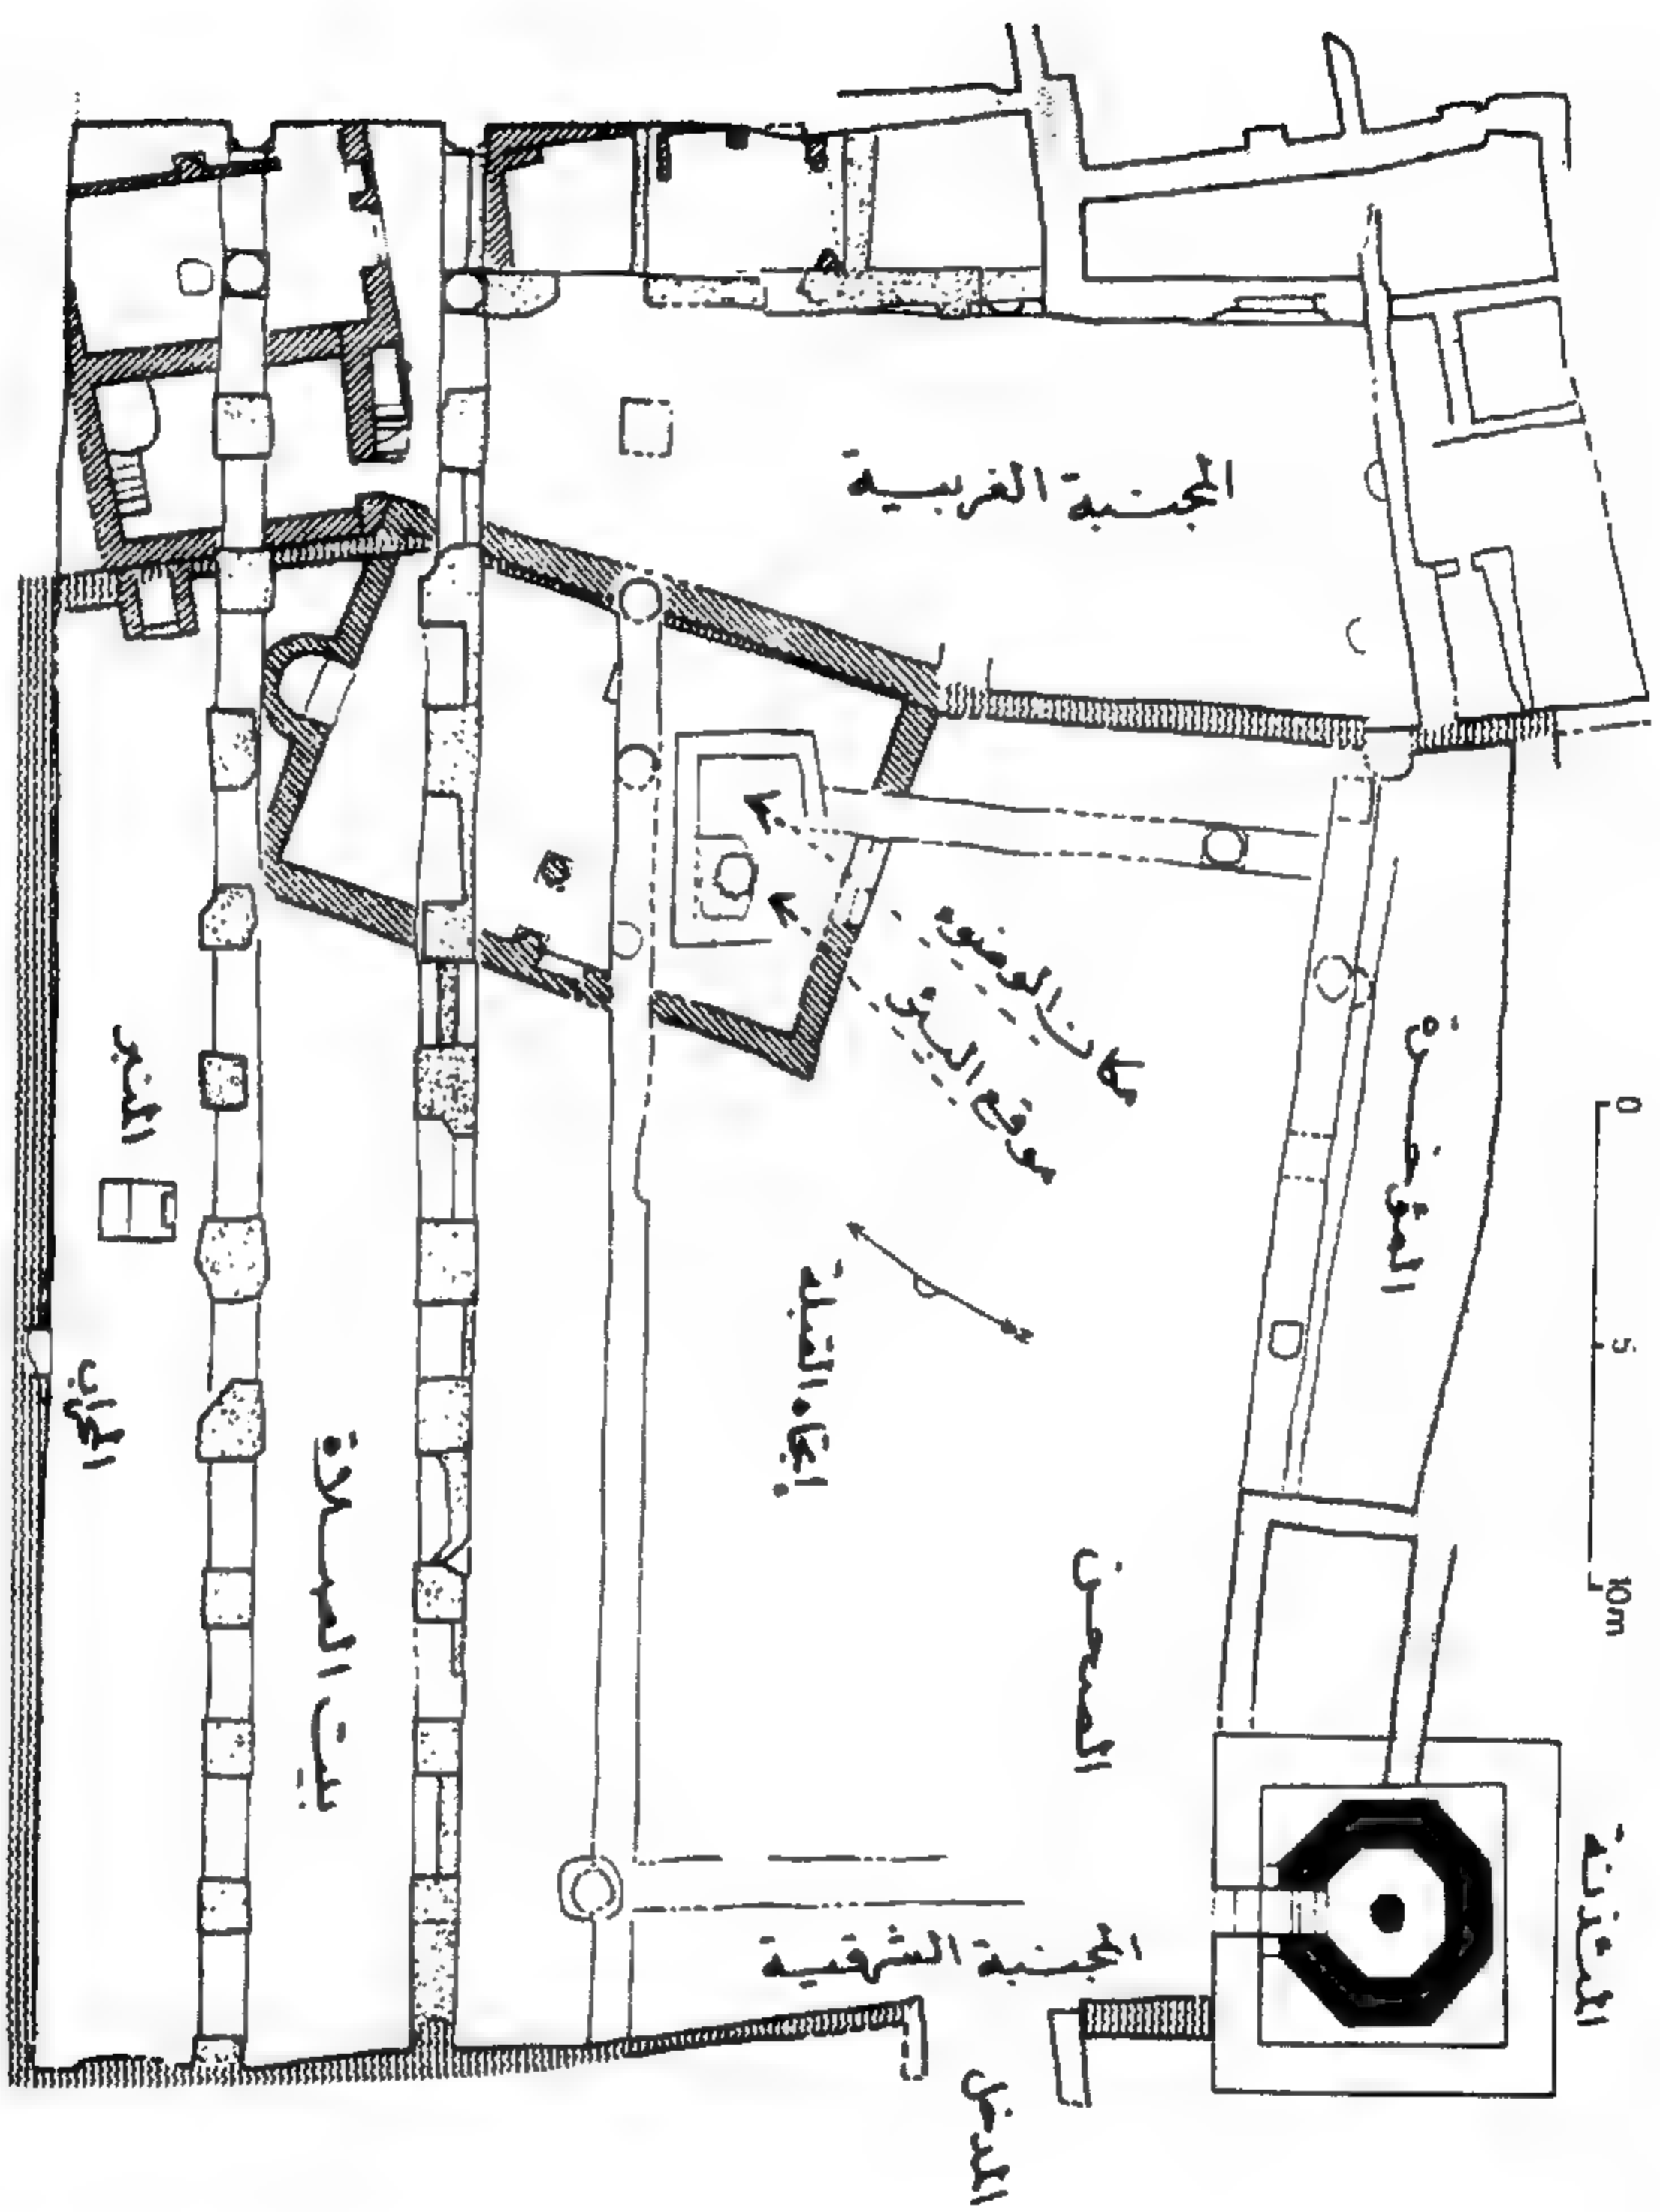 المجنبة الغربية
مكان الوضوء
موقع البئر
المنبر
المحراب
بيت الصلاة
اتجاه القبلة
N
الصحن
0
5
10m
المئذنة
المجنبة الشرقية
المدخل